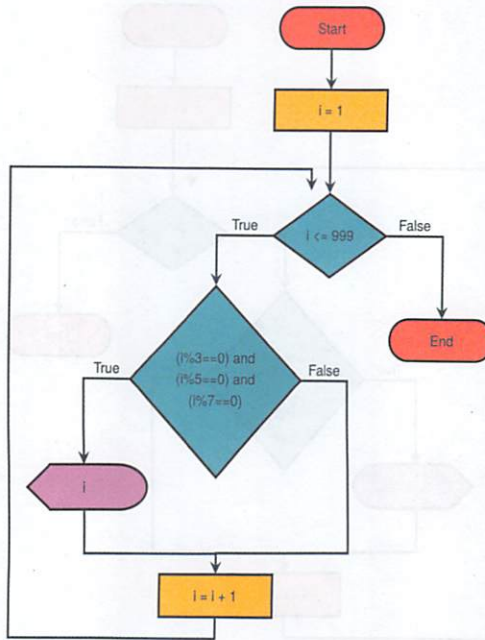 Start
i = 1
True
i <= 999
False
End
(i%3==0) and
(i%5==0) and
(i%7==0)
True
False
i
i = i + 1